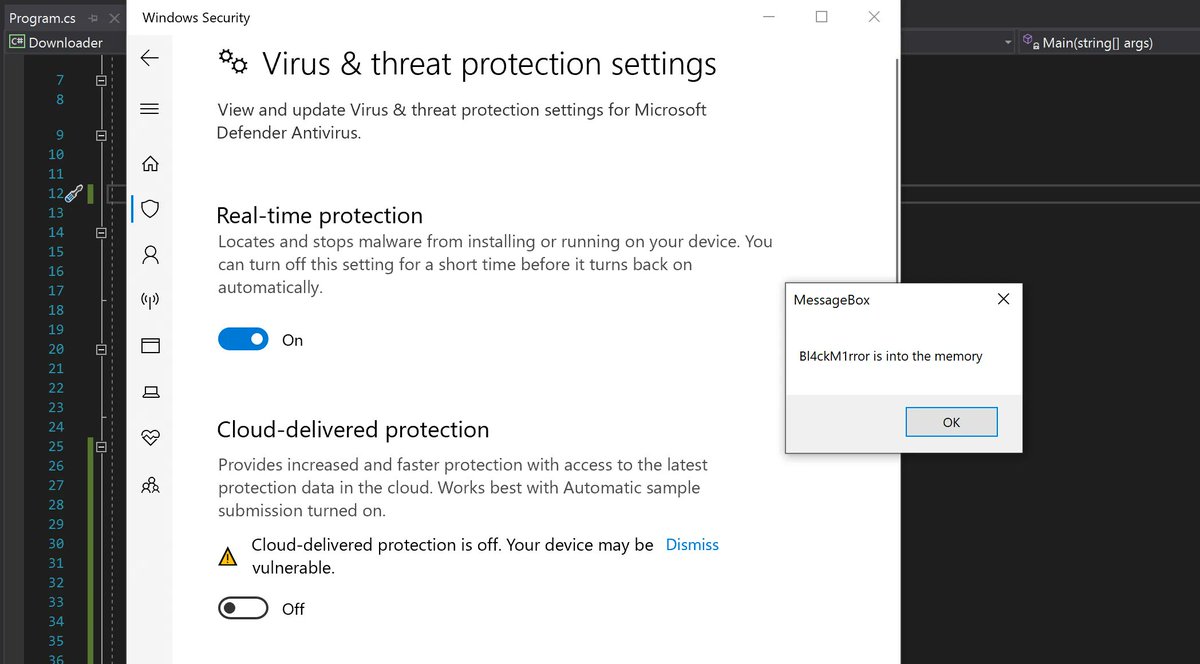 Program.cs
Windows Security
Downloader
Main(string[] args)
7
8
9
10
11
12
13
14
15
16
17
18
19
20
21
22
23
24
25
26
27
28
29
30
31
32
33
34
35
36
Virus & threat protection settings
View and update Virus & threat protection settings for Microsoft
Defender Antivirus.
Real-time protection
Locates and stops malware from installing or running on your device. You
can turn off this setting for a short time before it turns back on
automatically.
On
Cloud-delivered protection
Provides increased and faster protection with access to the latest
protection data in the cloud. Works best with Automatic sample
submission turned on.
Cloud-delivered protection is off. Your device may be Dismiss
vulnerable.
Off
MessageBox
Bl4ckM1rror is into the memory
OK